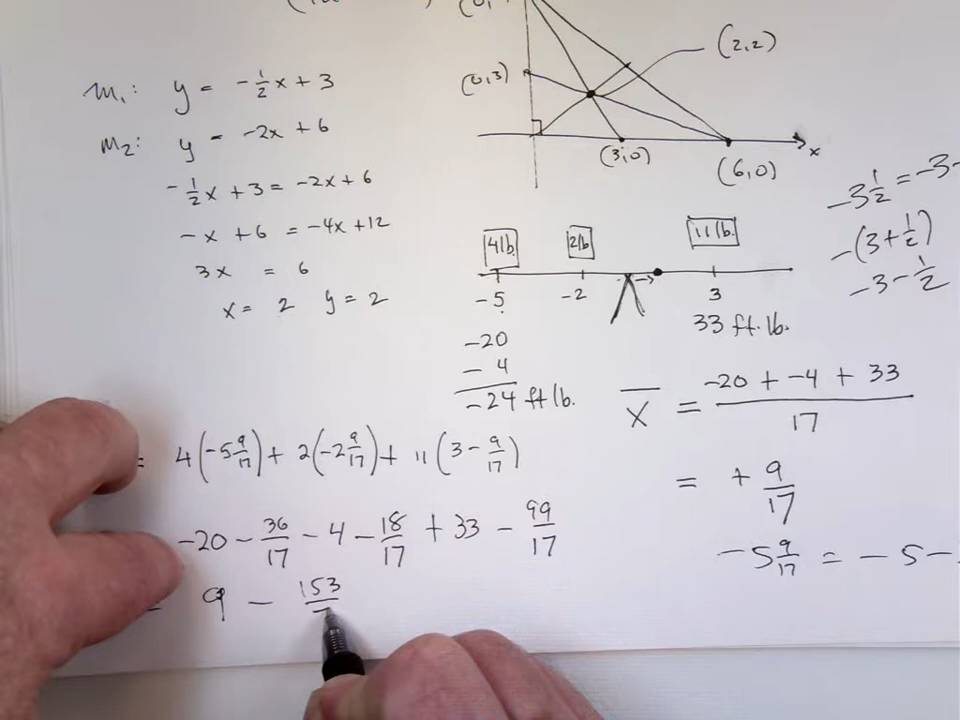 m₁: y = -½x + 3
m₂: y = -2x + 6
-½x + 3 = -2x + 6
-x + 6 = -4x + 12
3x = 6
x = 2 y = 2
(2,2)
(0,3)
(3,0)
(6,0)
x
4 lb. 2 lb 11 lb.
-5 -2 3
-20
-4
-24 ft lb.
33 ft. lb.
-3½ = -3-
-(3+½)
-3-½
x̅ = (-20 + -4 + 33)/17
= + 9/17
-5 9/17 = -5-
= 4(-5 9/17) + 2(-2 9/17) + 11(3 - 9/17)
-20 - 36/17 - 4 - 18/17 + 33 - 99/17
= 9 - 153